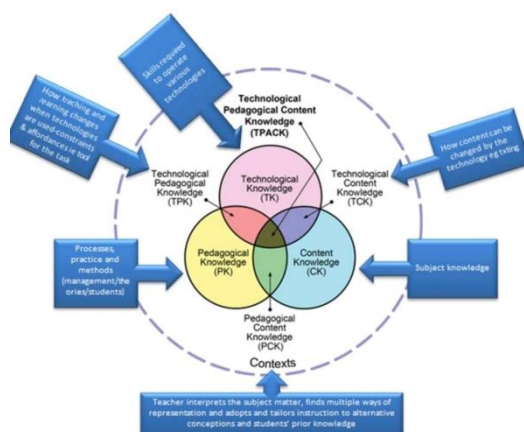 Skills required
to operate
various
technologies
How traching and
learning changes
when technologies
are used-constraints
& affordances ie tool
for the task
Technological
Pedagogical Content
Knowledge
(TPACK)
How content can
be changed by the
technology eg txting
Technological
Pedagogical
Knowledge
(TPK)
Technological
Knowledge
(TK)
Technological
Content
Knowledge
(TCK)
Processes,
practice and
methods
(management/the
ories/students)
Pedagogical
Knowledge
(PK)
Content
Knowledge
(CK)
Subject knowledge
Pedagogical
Content
Knowledge
(PCK)
Contexts
Teacher interprets the subject matter, finds multiple ways of
representation and adopts and tailors instruction to alternative
conceptions and students' prior knowledge